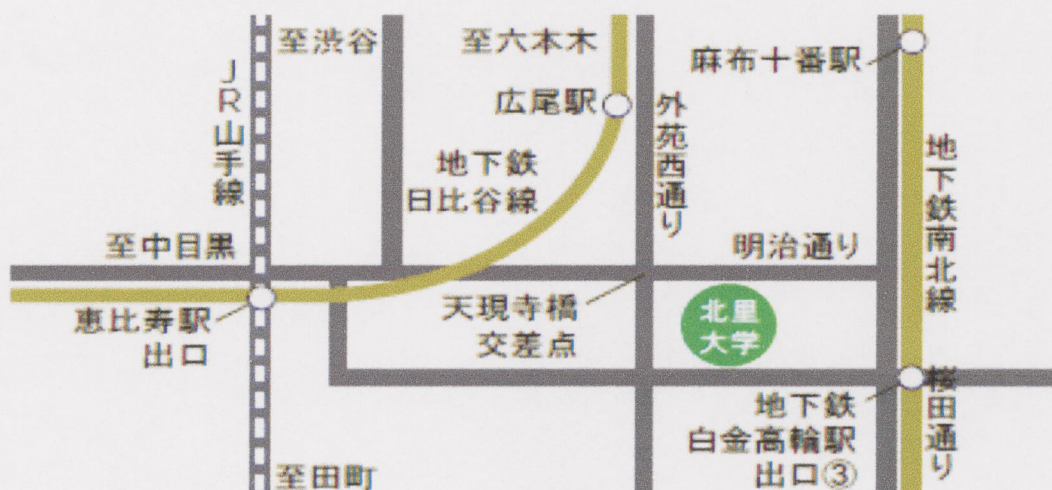 至渋谷
至六本木
麻布十番駅
JR山手線
広尾駅
外苑西通り
地下鉄
日比谷線
地下鉄南北線
至中目黒
明治通り
恵比寿駅
出口
天現寺橋
交差点
北里
大学
地下鉄
白金高輪駅
出口③
桜田通り
至田町